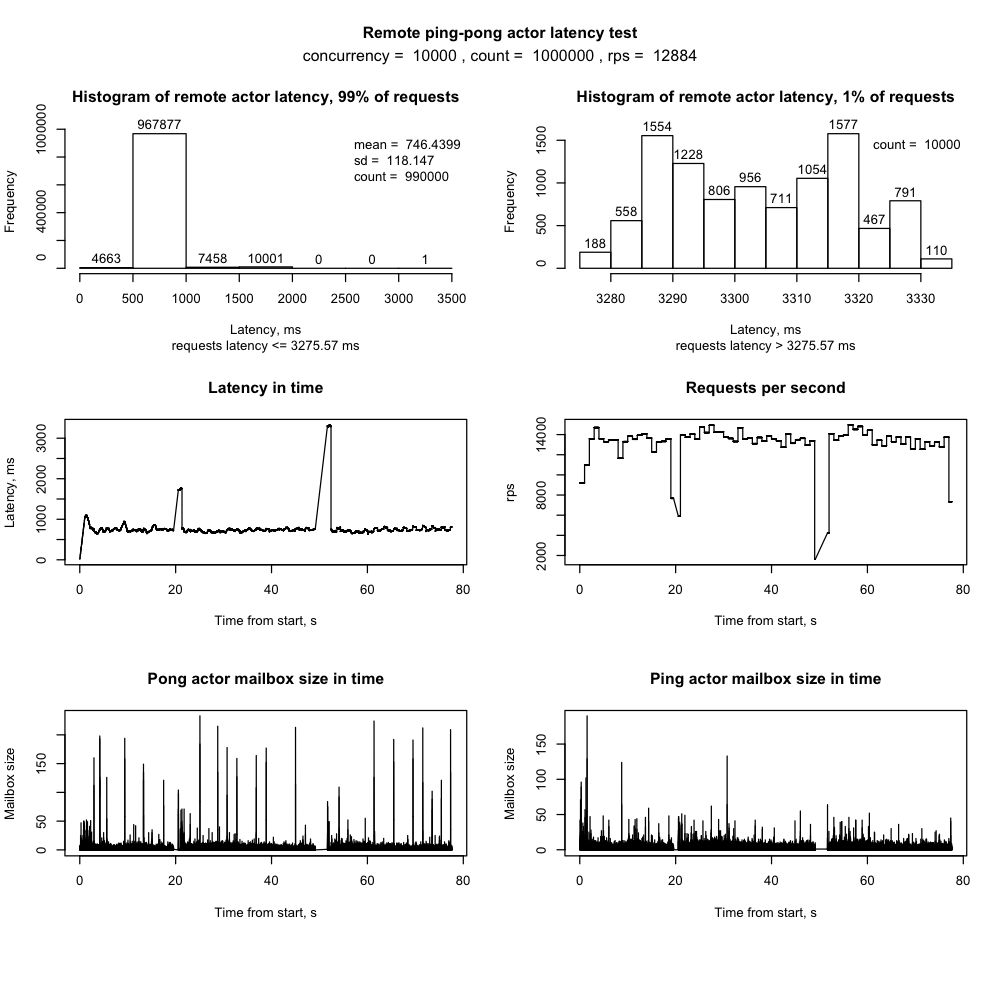 Remote ping-pong actor latency test
concurrency = 10000 , count = 1000000 , rps = 12884
Histogram of remote actor latency, 99% of requests
Frequency
0
400000
1000000
967877
4663
7458
10001
0
0
1
mean = 746.4399
sd = 118.147
count = 990000
0 500 1000 1500 2000 2500 3000 3500
Latency, ms
requests latency <= 3275.57 ms
Histogram of remote actor latency, 1% of requests
Frequency
0
500
1000
1500
188
558
1554
1228
806
956
711
1054
1577
467
791
110
count = 10000
3280 3290 3300 3310 3320 3330
Latency, ms
requests latency > 3275.57 ms
Latency in time
Latency, ms
0
1000
2000
3000
0 20 40 60 80
Time from start, s
Requests per second
rps
2000
8000
14000
0 20 40 60 80
Time from start, s
Pong actor mailbox size in time
Mailbox size
0
50
150
0 20 40 60 80
Time from start, s
Ping actor mailbox size in time
Mailbox size
0
50
100
150
0 20 40 60 80
Time from start, s